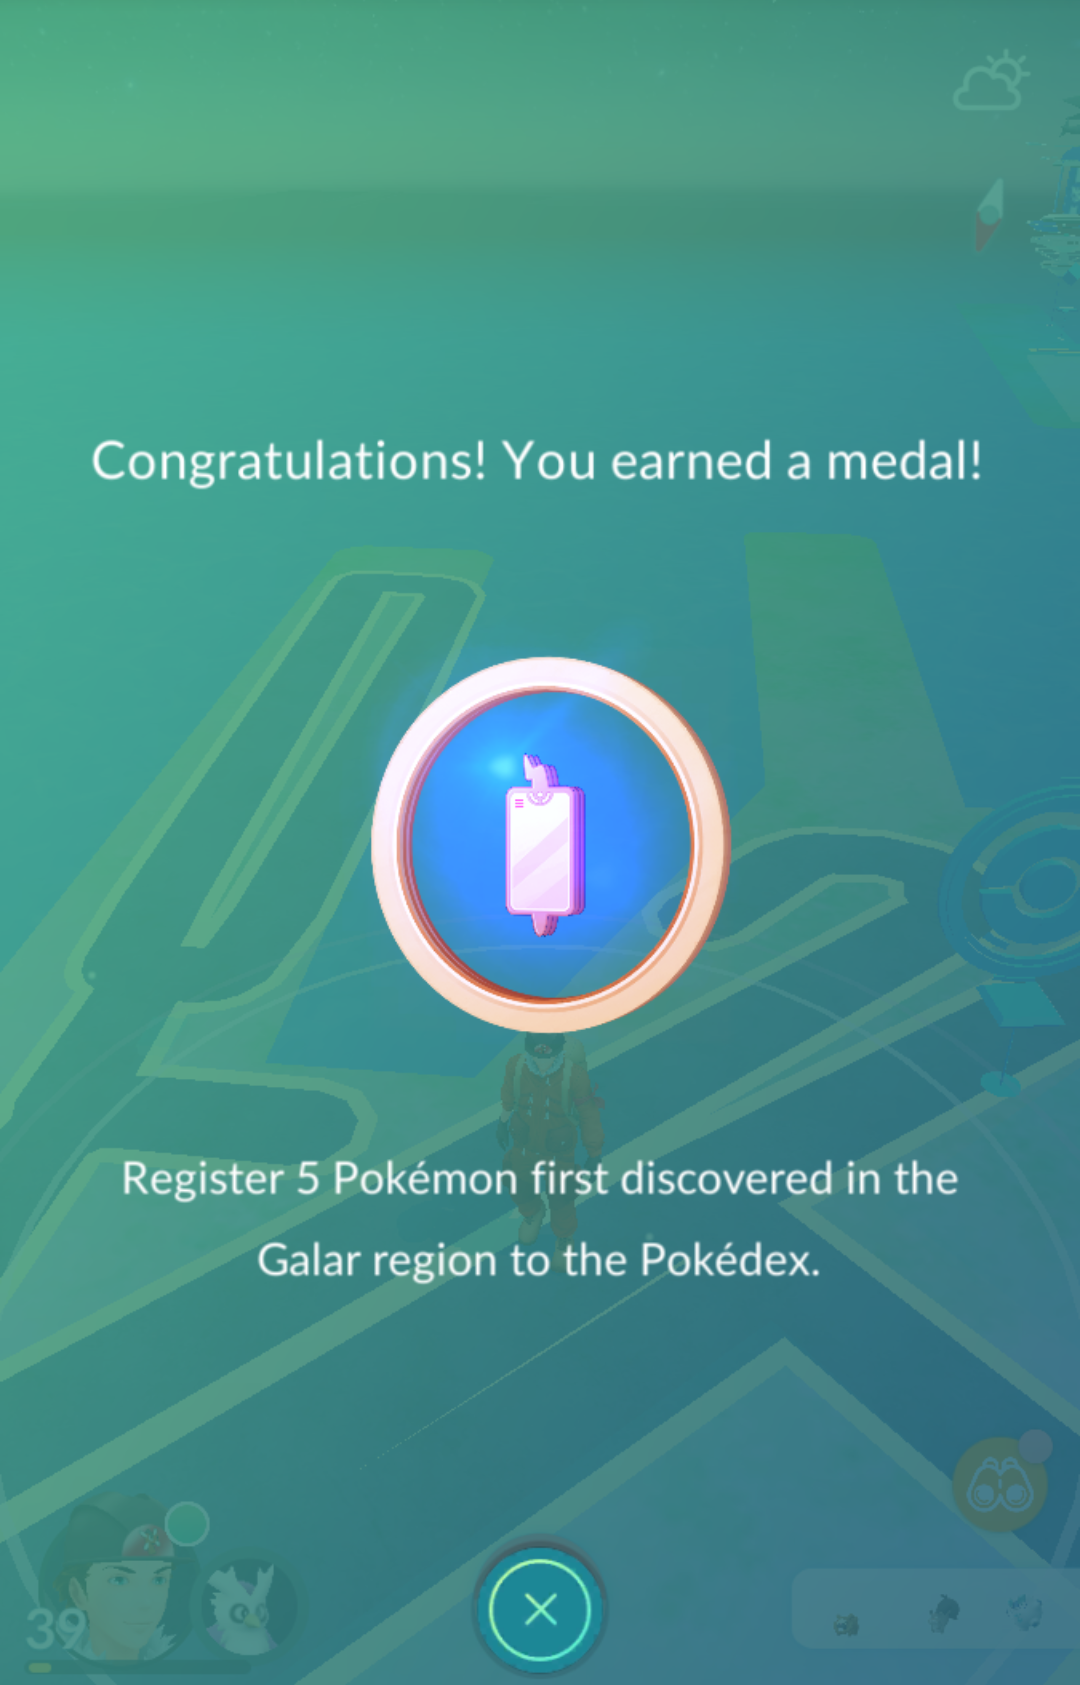 Congratulations! You earned a medal!
Register 5 Pokémon first discovered in the
Galar region to the Pokédex.
39